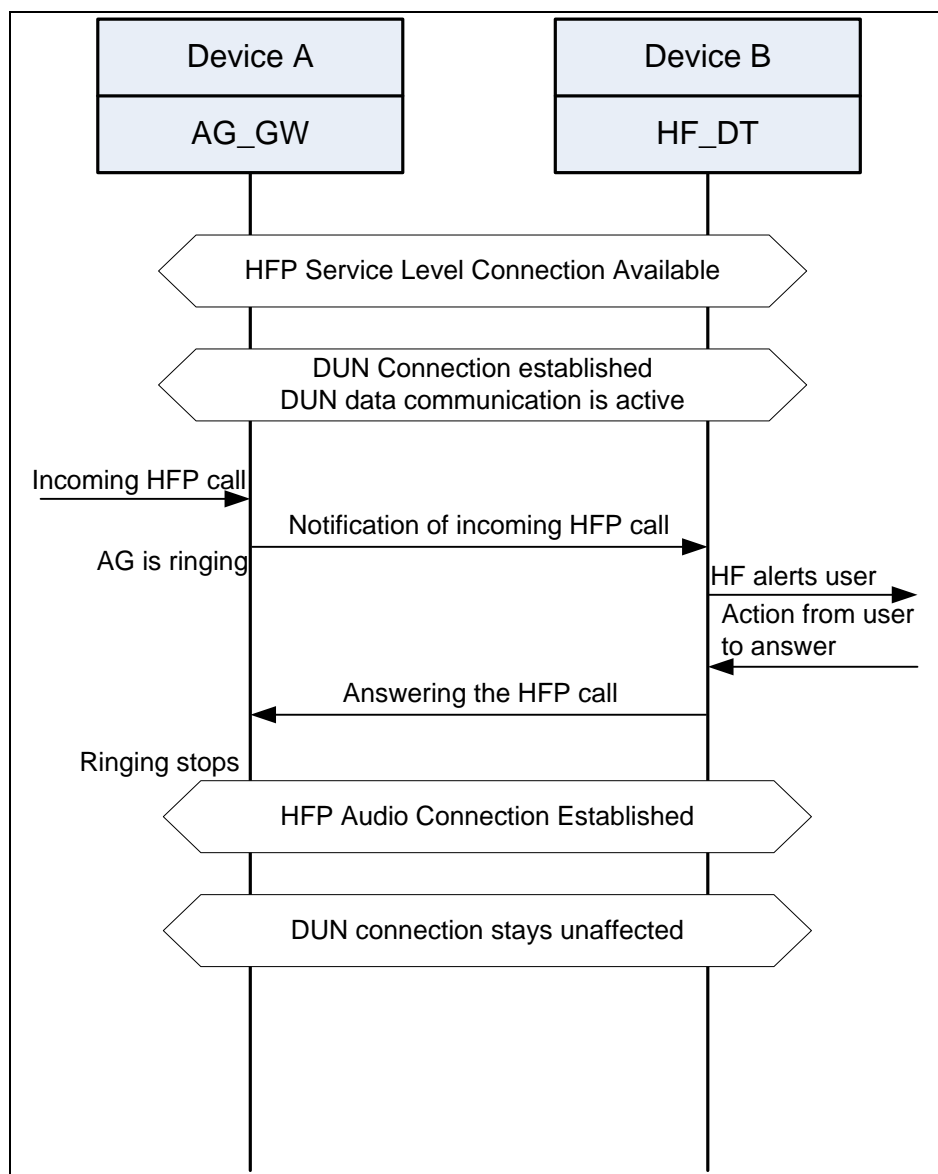 Device A
Device B
AG_GW
HF_DT
HFP Service Level Connection Available
DUN Connection established
DUN data communication is active
Incoming HFP call
Notification of incoming HFP call
AG is ringing
HF alerts user
Action from user
to answer
Answering the HFP call
Ringing stops
HFP Audio Connection Established
DUN connection stays unaffected